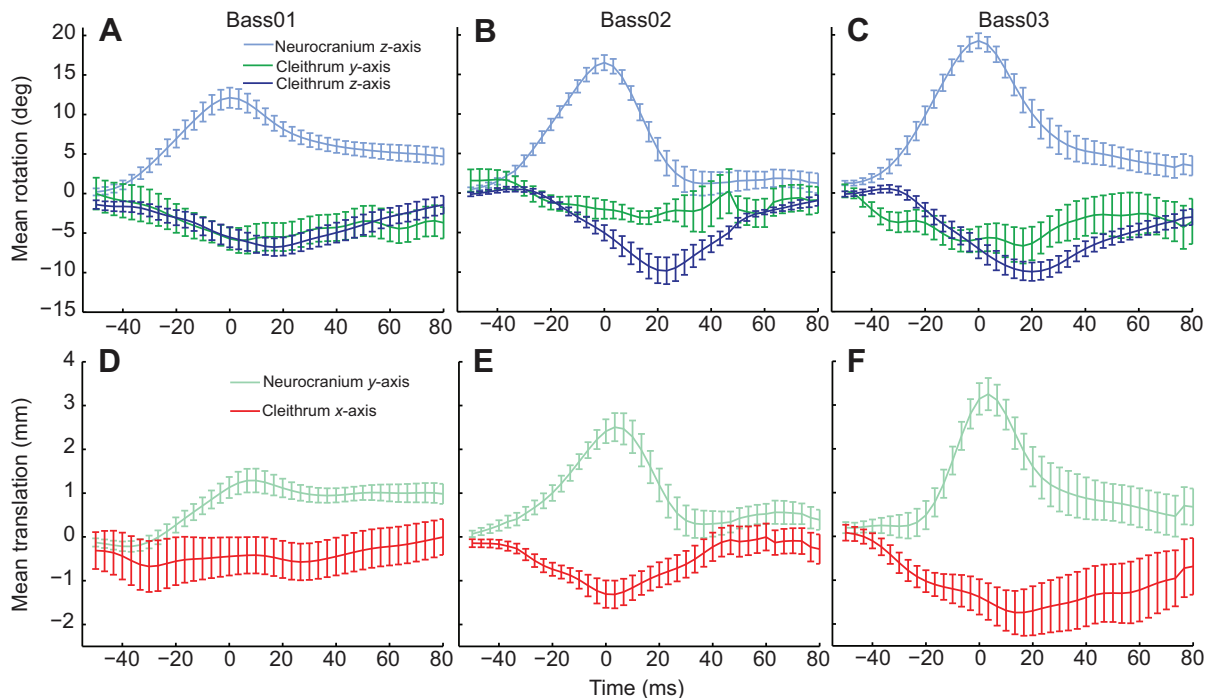 Bass01 Bass02 Bass03
A B C
Neurocranium z-axis
Cleithrum y-axis
Cleithrum z-axis
Mean rotation (deg)
20
15
10
5
0
−5
−10
−15
−40 −20 0 20 40 60 80
−40 −20 0 20 40 60 80
−40 −20 0 20 40 60 80
D E F
Neurocranium y-axis
Cleithrum x-axis
Mean translation (mm)
4
3
2
1
0
−1
−2
−40 −20 0 20 40 60 80
−40 −20 0 20 40 60 80
−40 −20 0 20 40 60 80
Time (ms)